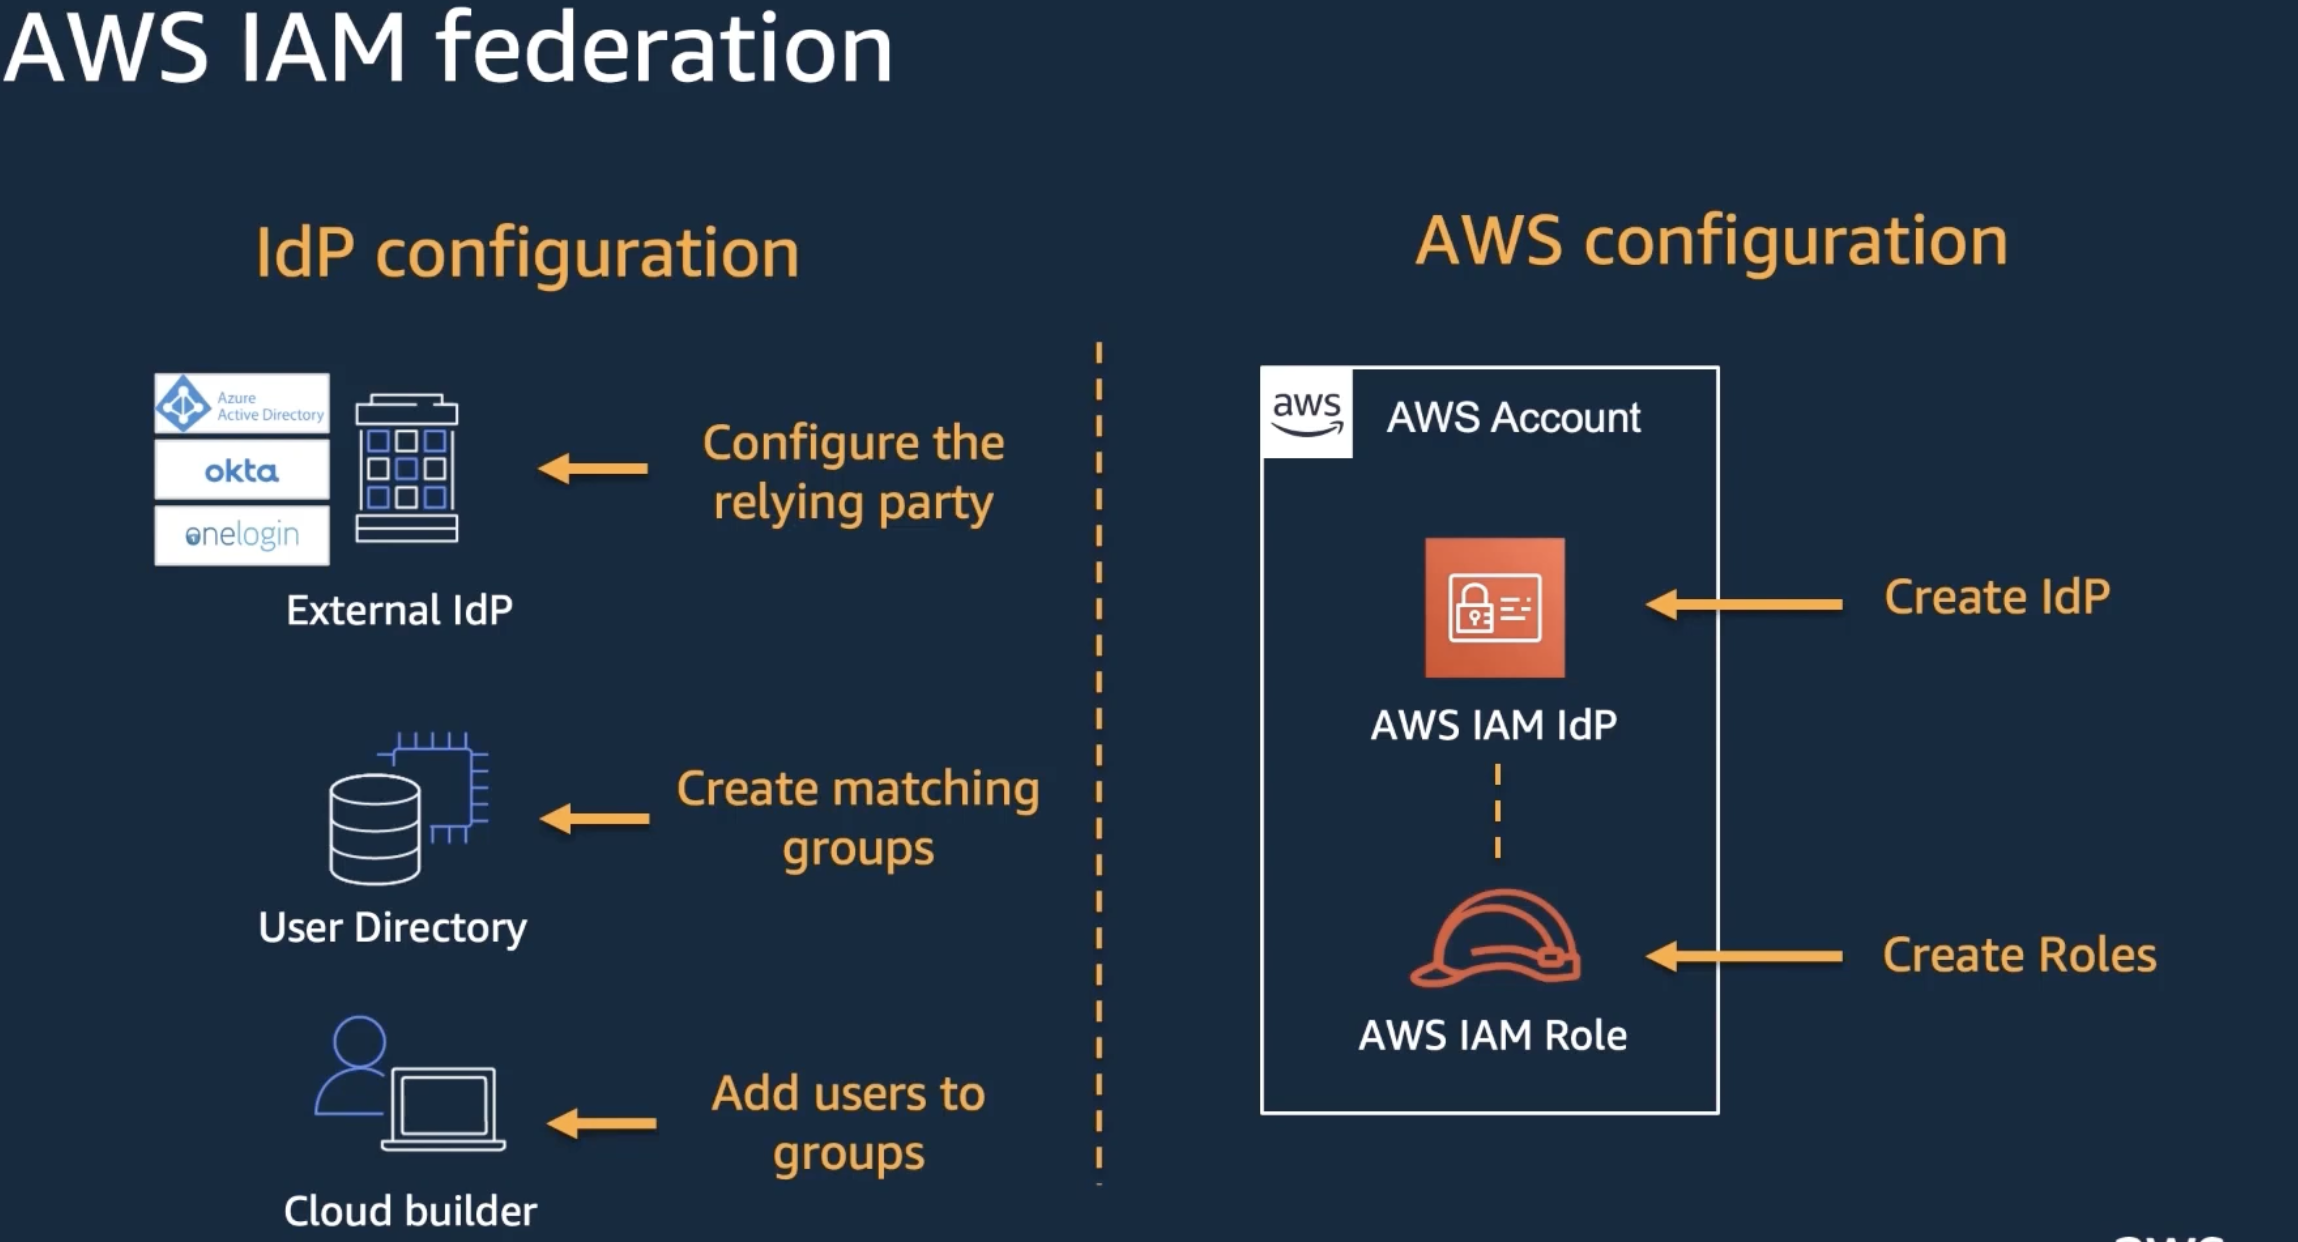 AWS IAM federation
IdP configuration
Azure
Active Directory
okta
onelogin
External IdP
Configure the
relying party
User Directory
Create matching
groups
Cloud builder
Add users to
groups
AWS configuration
aws
AWS Account
AWS IAM IdP
Create IdP
AWS IAM Role
Create Roles
aws